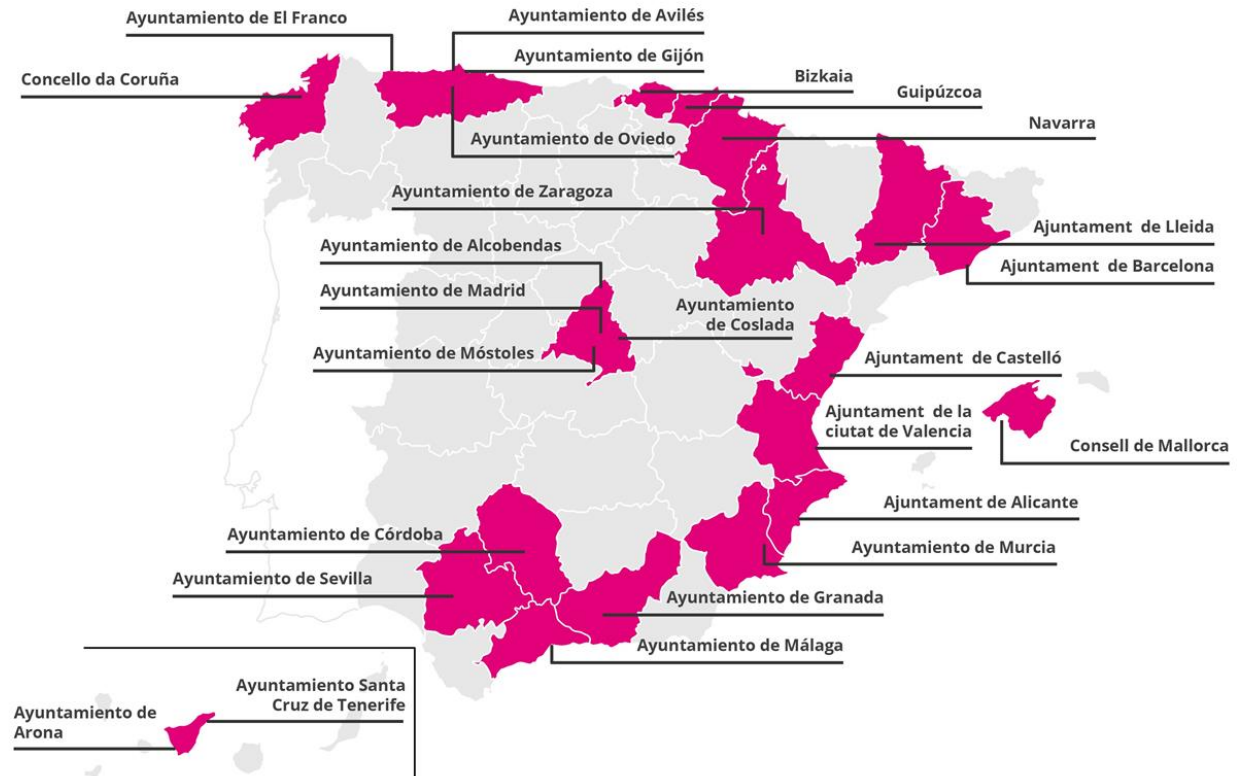 Ayuntamiento de El Franco
Ayuntamiento de Avilés
Ayuntamiento de Gijón
Concello da Coruña
Bizkaia
Guipúzcoa
Navarra
Ayuntamiento de Oviedo
Ayuntamiento de Zaragoza
Ajuntament de Lleida
Ayuntamiento de Alcobendas
Ajuntament de Barcelona
Ayuntamiento de Madrid
Ayuntamiento
de Coslada
Ayuntamiento de Móstoles
Ajuntament de Castelló
Ajuntament de la
ciutat de Valencia
Consell de Mallorca
Ajuntament de Alicante
Ayuntamiento de Córdoba
Ayuntamiento de Murcia
Ayuntamiento de Sevilla
Ayuntamiento de Granada
Ayuntamiento de Málaga
Ayuntamiento Santa
Cruz de Tenerife
Ayuntamiento de
Arona